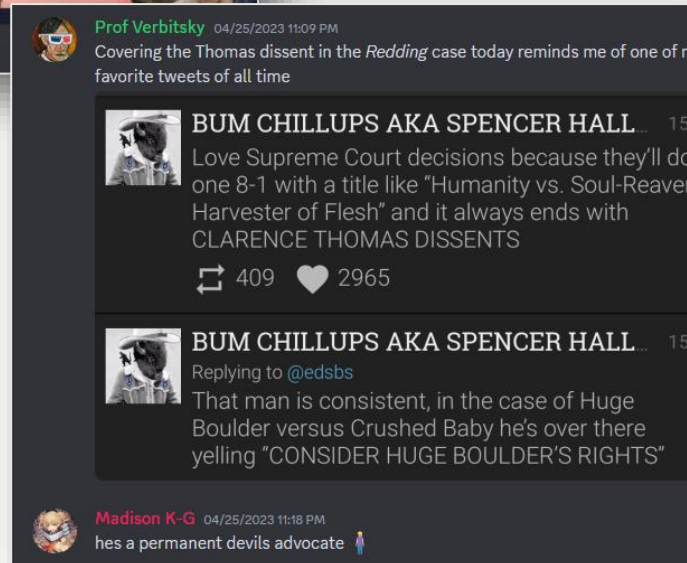 Prof Verbitsky 04/25/2023 11:09 PM
Covering the Thomas dissent in the Redding case today reminds me of one of
favorite tweets of all time
BUM CHILLUPS AKA SPENCER HALL... 15
Love Supreme Court decisions because they'll do
one 8-1 with a title like “Humanity vs. Soul-Reaver
Harvester of Flesh” and it always ends with
CLARENCE THOMAS DISSENTS
409 2965
BUM CHILLUPS AKA SPENCER HALL... 15
Replying to @edsbs
That man is consistent, in the case of Huge
Boulder versus Crushed Baby he's over there
yelling “CONSIDER HUGE BOULDER'S RIGHTS”
Madison K-G 04/25/2023 11:18 PM
hes a permanent devils advocate